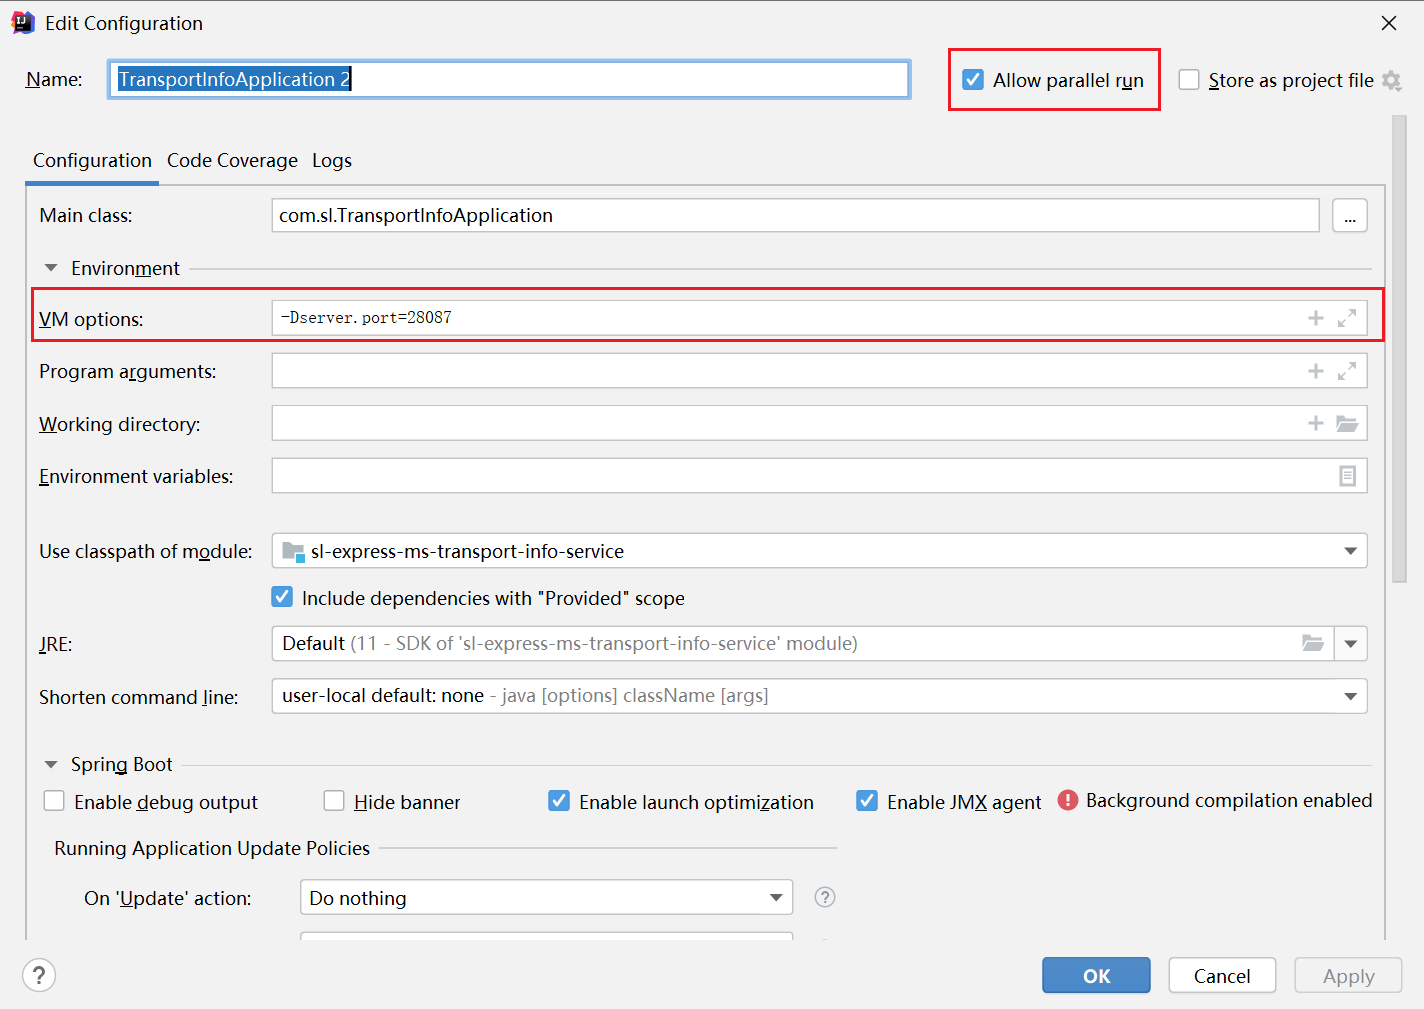 Edit Configuration
Name: TransportInfoApplication 2 Allow parallel run Store as project file
Configuration Code Coverage Logs
Main class: com.sl.TransportInfoApplication ...
Environment
VM options: -Dserver.port=28087
Program arguments:
Working directory:
Environment variables:
Use classpath of module: sl-express-ms-transport-info-service
Include dependencies with "Provided" scope
JRE: Default (11 - SDK of 'sl-express-ms-transport-info-service' module)
Shorten command line: user-local default: none - java [options] className [args]
Spring Boot
Enable debug output Hide banner Enable launch optimization Enable JMX agent Background compilation enabled
Running Application Update Policies
On 'Update' action: Do nothing ?
? OK Cancel Apply